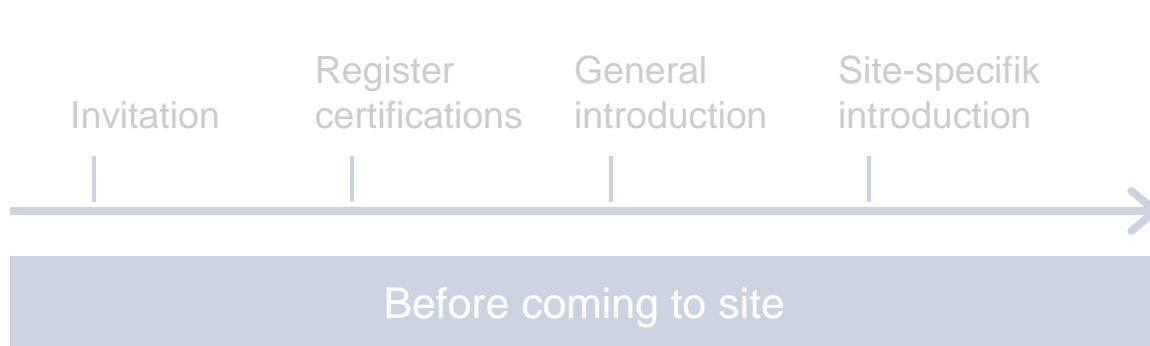 Invitation
Register
certifications
General
introduction
Site-specifik
introduction
Before coming to site